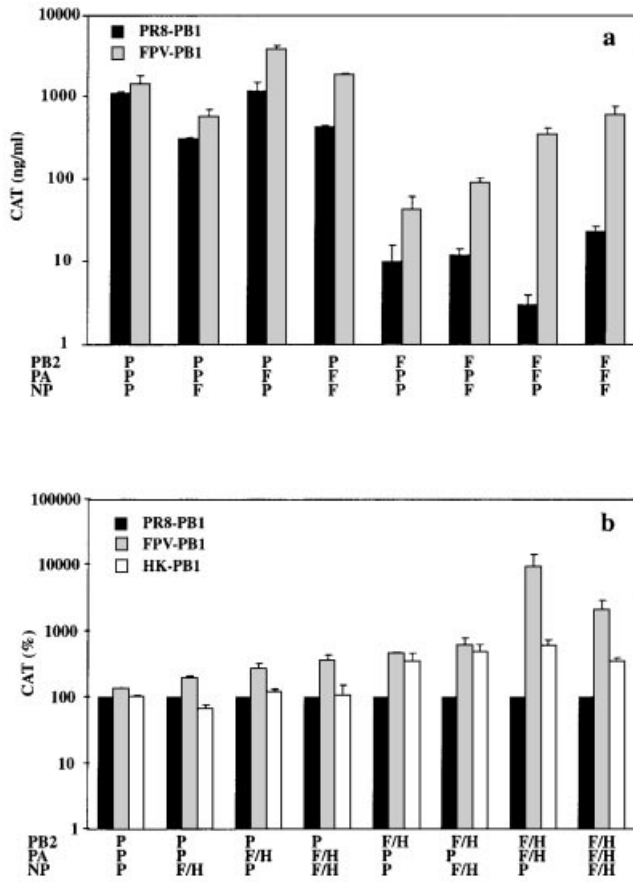 10000
PR8-PB1
FPV-PB1
a
1000
CAT (ng/ml)
100
10
1
PB2 P P P P F F F F
PA P P F F P P F F
NP P F P F P F P F
100000
PR8-PB1
FPV-PB1
HK-PB1
b
10000
1000
CAT (%)
100
10
1
PB2 P P P P F/H F/H F/H F/H
PA P P F/H F/H P P F/H F/H
NP P F/H P F/H P F/H P F/H